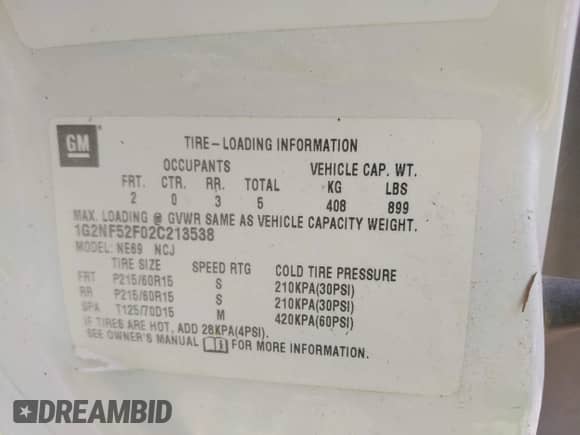 GM
TIRE-LOADING INFORMATION
OCCUPANTS VEHICLE CAP. WT.
FRT. CTR. RR. TOTAL KG LBS
2 0 3 5 408 899
MAX. LOADING @ GVWR SAME AS VEHICLE CAPACITY WEIGHT.
1G2NF52F02C213538
MODEL: NE69 NCJ
TIRE SIZE SPEED RTG COLD TIRE PRESSURE
FRT P215/60R15 S 210KPA(30PSI)
RR P215/60R15 S 210KPA(30PSI)
SPA T125/70D15 M 420KPA(60PSI)
IF TIRES ARE HOT, ADD 28KPA(4PSI).
SEE OWNER'S MANUAL FOR MORE INFORMATION.
DREAMBID